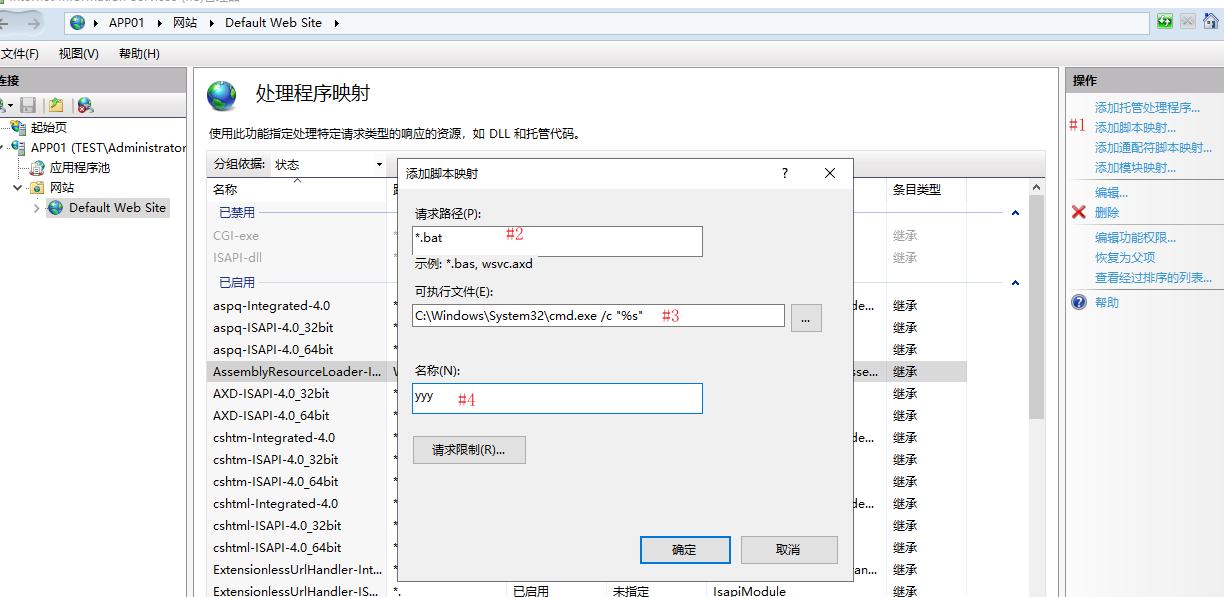 APP01 网站 Default Web Site
文件(F) 视图(V) 帮助(H)
连接
起始页
APP01 (TEST\Administrator
应用程序池
网站
Default Web Site
处理程序映射
使用此功能指定处理特定请求类型的响应的资源，如 DLL 和托管代码。
分组依据: 状态
名称
条目类型
已禁用
CGI-exe 继承
ISAPI-dll 继承
已启用
aspq-Integrated-4.0 * de... 继承
aspq-ISAPI-4.0_32bit * 继承
aspq-ISAPI-4.0_64bit * 继承
AssemblyResourceLoader-I... sse... 继承
AXD-ISAPI-4.0_32bit * 继承
AXD-ISAPI-4.0_64bit * 继承
cshtm-Integrated-4.0 * de... 继承
cshtm-ISAPI-4.0_32bit * 继承
cshtm-ISAPI-4.0_64bit * 继承
cshtml-Integrated-4.0 * de... 继承
cshtml-ISAPI-4.0_32bit * 继承
cshtml-ISAPI-4.0_64bit * 继承
ExtensionlessUrlHandler-Int... * an... 继承
ExtensionlessUrlHandler-IS... *. 已启用 未指定 IsapiModule 继承
添加脚本映射 ?
请求路径(P):
*.bat #2
示例: *.bas, wsvc.axd
可执行文件(E):
C:\Windows\System32\cmd.exe /c "%s" #3 ...
名称(N):
yyy #4
请求限制(R)...
确定 取消
操作
添加托管处理程序...
#1 添加脚本映射...
添加通配符脚本映射...
添加模块映射...
编辑...
删除
编辑功能权限...
恢复为父项
查看经过排序的列表...
帮助